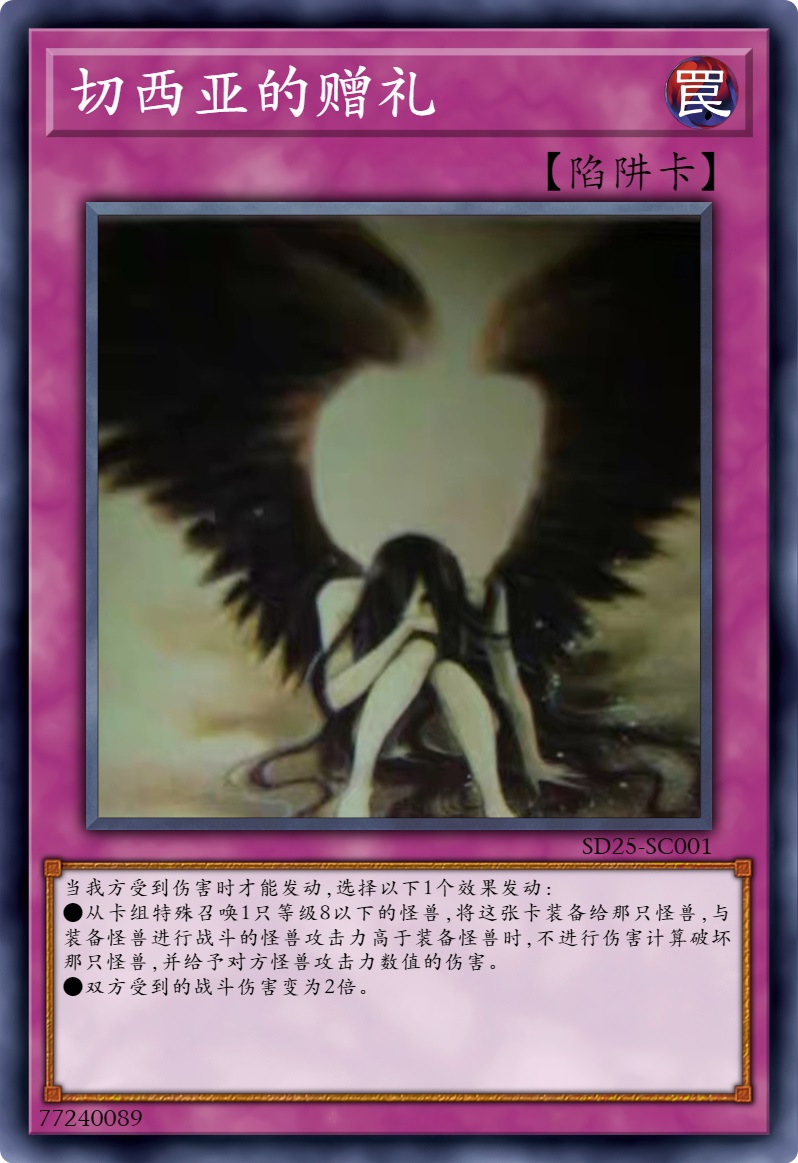 切西亚的赠礼
罠
【陷阱卡】
SD25-SC001
当我方受到伤害时才能发动,选择以下1个效果发动:
●从卡组特殊召唤1只等级8以下的怪兽,将这张卡装备给那只怪兽,与
装备怪兽进行战斗的怪兽攻击力高于装备怪兽时,不进行伤害计算破坏
那只怪兽,并给予对方怪兽攻击力数值的伤害。
●双方受到的战斗伤害变为2倍。
77240089